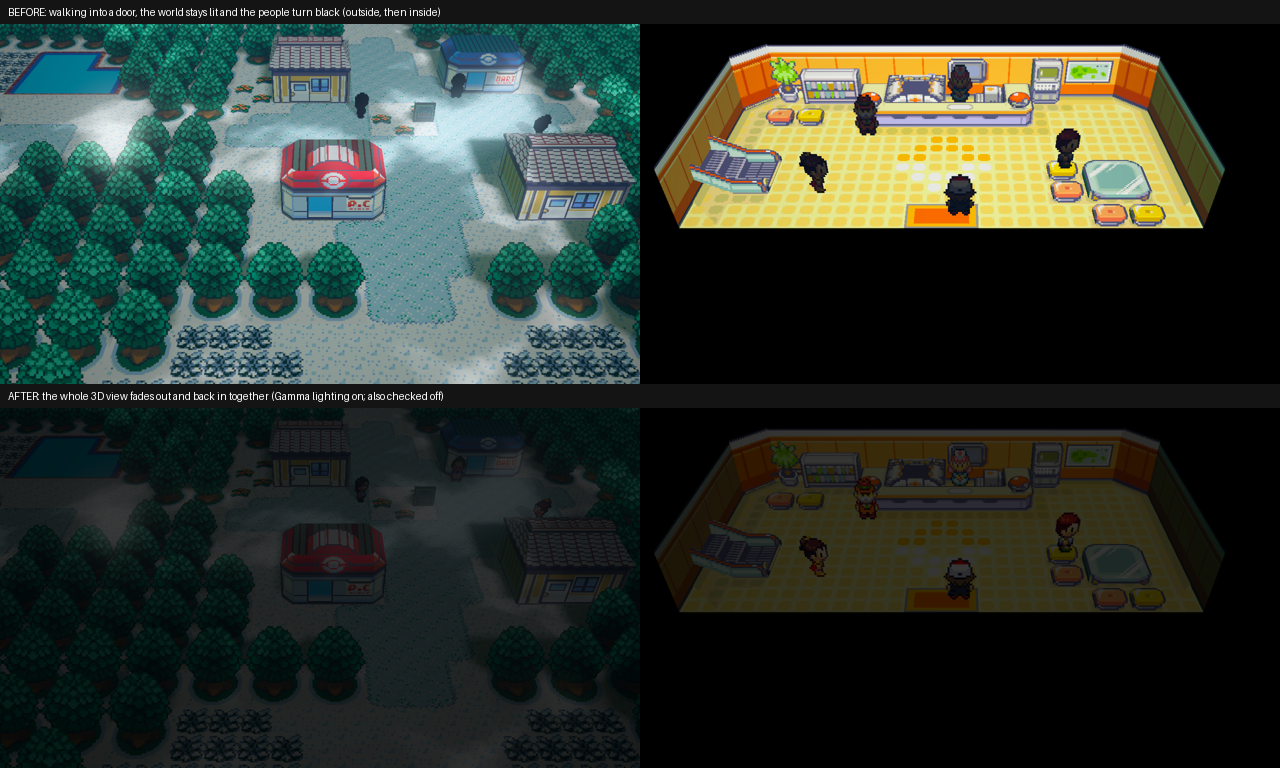 BEFORE: walking into a door, the world stays lit and the people turn black (outside, then inside)
MART
P.C
AFTER: the whole 3D view fades out and back in together (Gamma lighting on; also checked off)
P.C